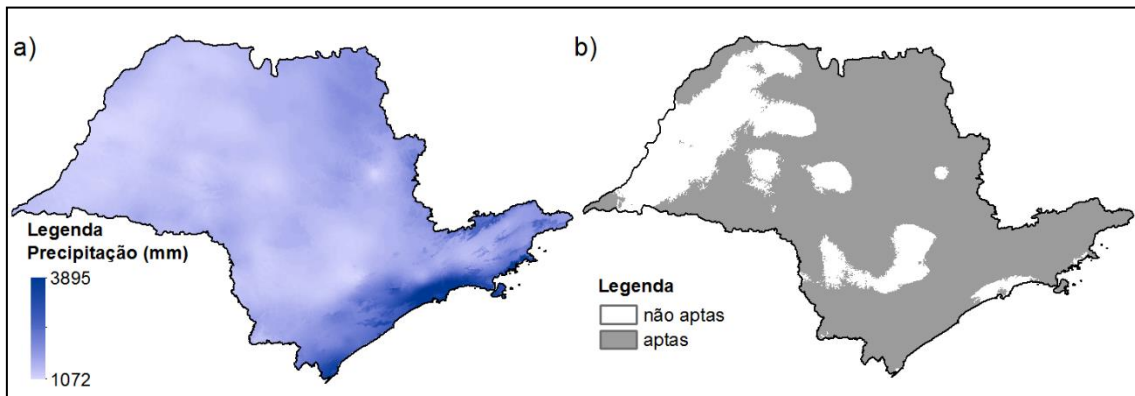 a)
Legenda
Precipitação (mm)
3895
1072
b)
Legenda
não aptas
aptas